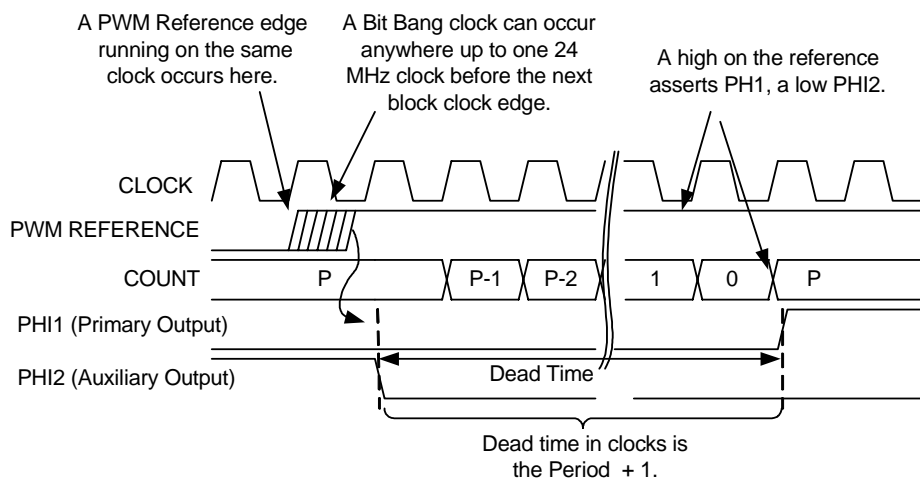 A PWM Reference edge
running on the same
clock occurs here.
A Bit Bang clock can occur
anywhere up to one 24
MHz clock before the next
block clock edge.
A high on the reference
asserts PH1, a low PHI2.
CLOCK
PWM REFERENCE
COUNT
P
P-1
P-2
1
0
P
PHI1 (Primary Output)
PHI2 (Auxiliary Output)
Dead Time
Dead time in clocks is
the Period + 1.